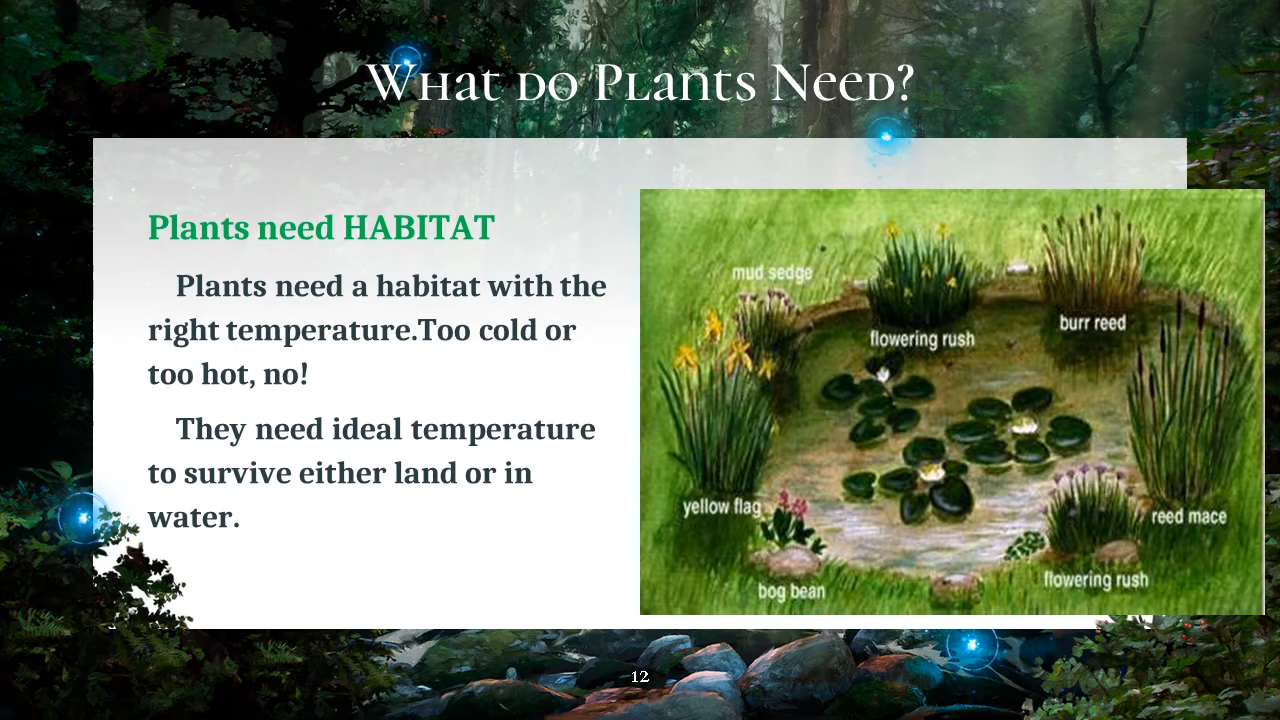 What do Plants Need?
Plants need HABITAT
Plants need a habitat with the
right temperature.Too cold or
too hot, no!
They need ideal temperature
to survive either land or in
water.
mud sedge
flowering rush
burr reed
yellow flag
reed mace
bog bean
flowering rush
12